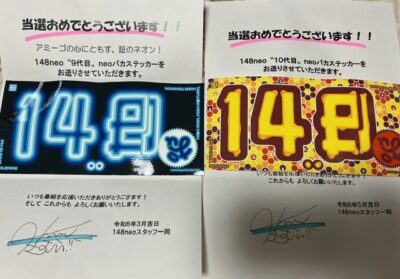 当選おめでとうございます
アミーゴの心にともす、証のネオン!
148neo〝9代目〟neoバカステッカーを
お送りさせていただきます。
148
いつも番組を応援いただきありがとうございます!
そして これからも よろしくお願いいたします。
令和6年3月吉日
148neoスタッフ一同
当選おめでとうございます!!
148neo〝10代目〟neoバカステッカーを
お送りさせていただきます。
148
いつも番組を応援いただきありがとうございます!
これからも よろしくお願いいたします。
令和6年5月吉日
148neoスタッフ一同